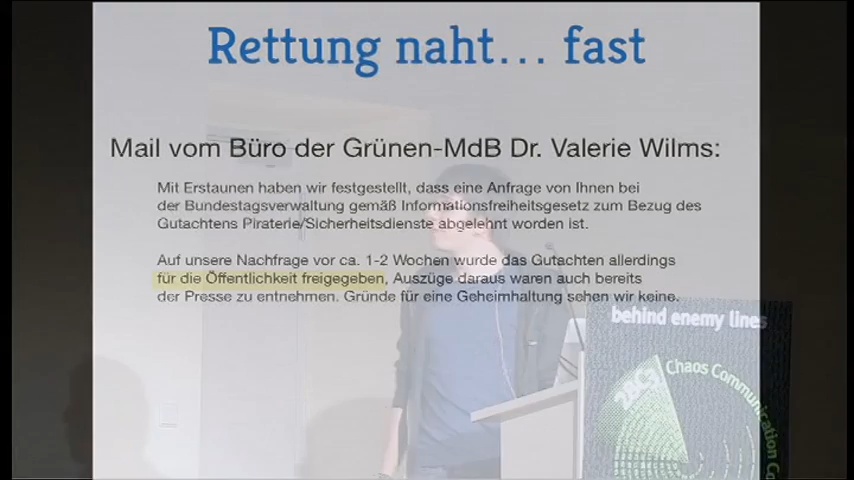 Rettung naht… fast
Mail vom Büro der Grünen-MdB Dr. Valerie Wilms:
Mit Erstaunen haben wir festgestellt, dass eine Anfrage von Ihnen bei
der Bundestagsverwaltung gemäß Informationsfreiheitsgesetz zum Bezug des
Gutachtens Piraterie/Sicherheitsdienste abgelehnt worden ist.
Auf unsere Nachfrage vor ca. 1-2 Wochen wurde das Gutachten allerdings
für die Öffentlichkeit freigegeben, Auszüge daraus waren auch bereits
der Presse zu entnehmen. Gründe für eine Geheimhaltung sehen wir keine.
behind enemy lines
28C3
Chaos Communication